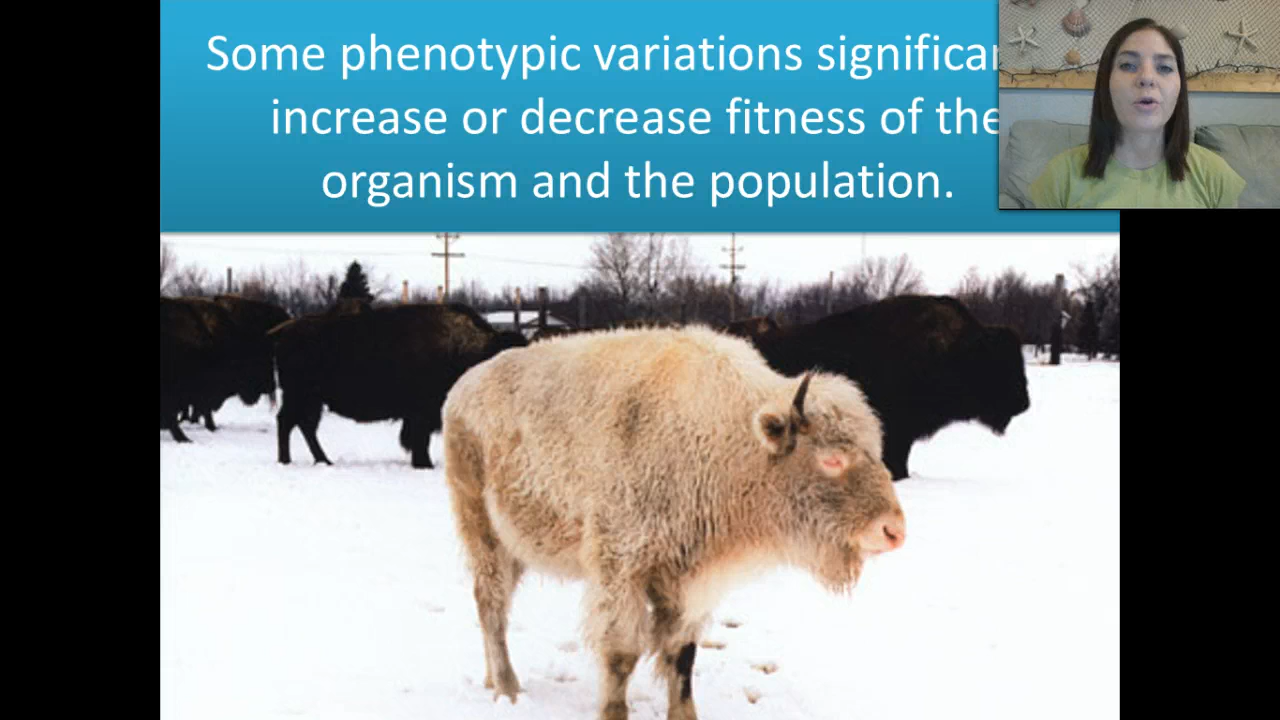 Some phenotypic variations significan
increase or decrease fitness of the
organism and the population.